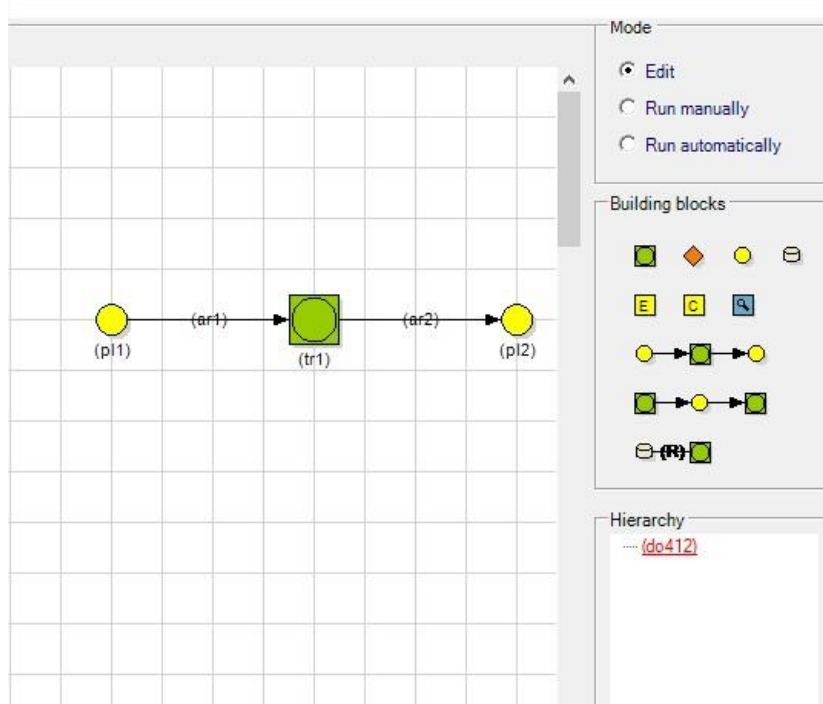 Mode
Edit
Run manually
Run automatically
Building blocks
E C
(R)
Hierarchy
(do412)
(ar1) (ar2)
(pl1) (tr1) (pl2)